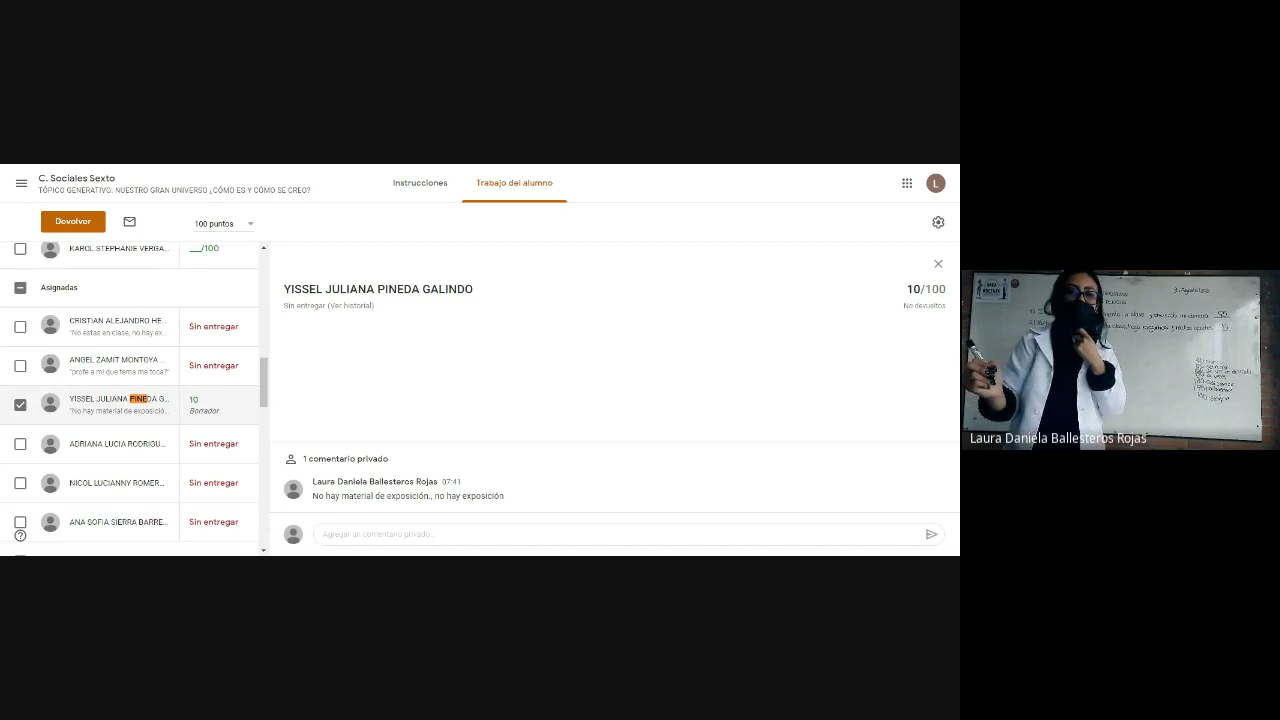 C. Sociales Sexto
TÓPICO GENERATIVO: NUESTRO GRAN UNIVERSO ¿CÓMO ES Y CÓMO SE CREO?
Instrucciones
Trabajo del alumno
L
Devolver
100 puntos
KAROL STEPHANIE VERGA...
__/100
Asignadas
CRISTIAN ALEJANDRO HE...
"No estas en clase, no hay ex...
Sin entregar
ANGEL ZAMIT MONTOYA ...
"profe a mi que tema me toca?"
Sin entregar
YISSEL JULIANA PINEDA G...
"No hay material de exposició...
10
Borrador
ADRIANA LUCIA RODRIGU...
Sin entregar
NICOL LUCIANNY ROMER...
Sin entregar
ANA SOFIA SIERRA BARRE...
Sin entregar
YISSEL JULIANA PINEDA GALINDO
Sin entregar (Ver historial)
10/100
No devueltos
1 comentario privado
Laura Daniela Ballesteros Rojas 07:41
No hay material de exposición., no hay exposición
Agregar un comentario privado...
Laura Daniela Ballesteros Rojas